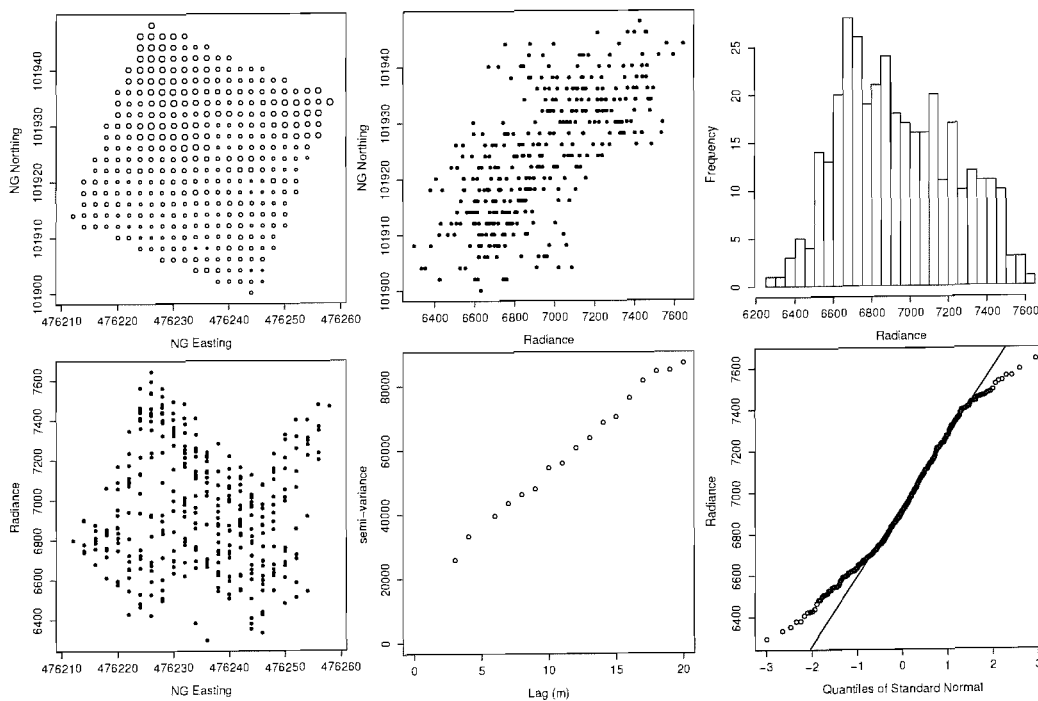 NG Northing
101900
101910
101920
101930
101940
476210 476220 476230 476240 476250 476260
NG Easting
NG Northing
101900
101910
101920
101930
101940
6400 6600 6800 7000 7200 7400 7600
Radiance
Frequency
0
5
10
15
20
25
6200 6400 6600 6800 7000 7200 7400 7600
Radiance
Radiance
6400
6600
6800
7000
7200
7400
7600
476210 476220 476230 476240 476250 476260
NG Easting
semi-variance
0
20000
40000
60000
80000
0 5 10 15 20
Lag (m)
Radiance
6400
6600
6800
7000
7200
7400
7600
-3 -2 -1 0 1 2 3
Quantiles of Standard Normal